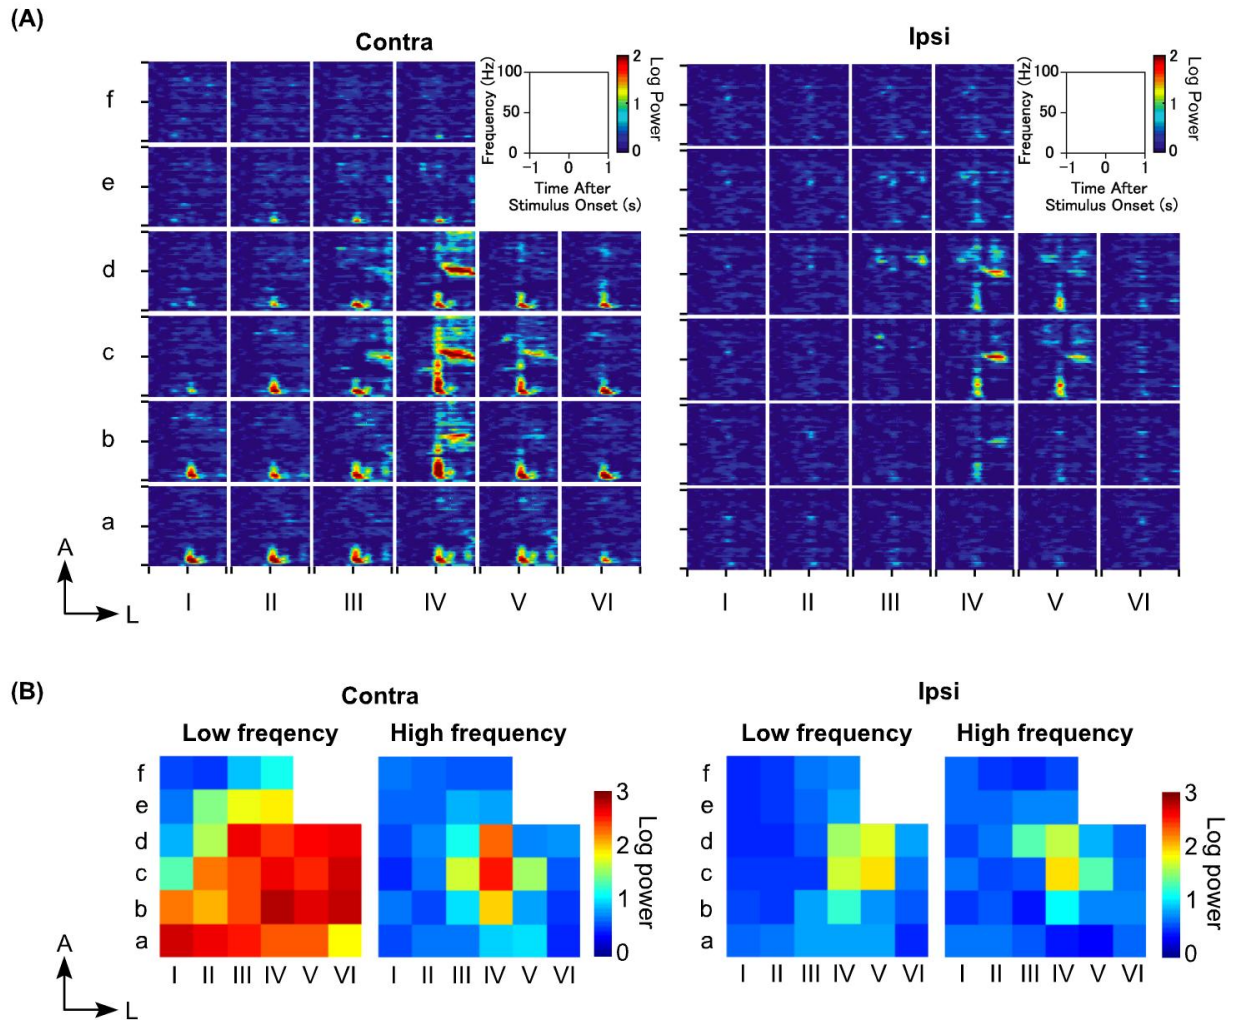 (A)
Contra
Ipsi
f
e
d
c
b
a
Frequency (Hz)
100
50
0
-1 0 1
Time After
Stimulus Onset (s)
2
1
0
Log Power
Frequency (Hz)
100
50
0
-1 0 1
Time After
Stimulus Onset (s)
2
1
0
Log Power
A
L
I II III IV V VI
I II III IV V VI
(B)
Contra
Ipsi
Low freqency
High frequency
Low frequency
High frequency
f
e
d
c
b
a
I II III IV V VI
I II III IV V VI
3
2
1
0
Log power
f
e
d
c
b
a
I II III IV V VI
I II III IV V VI
3
2
1
0
Log power
A
L